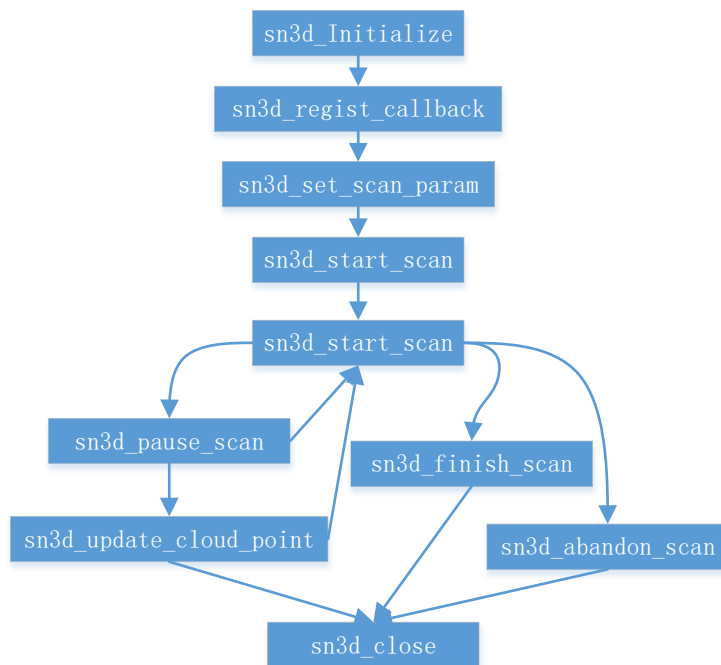 sn3d_Initialize
sn3d_regist_callback
sn3d_set_scan_param
sn3d_start_scan
sn3d_start_scan
sn3d_pause_scan
sn3d_finish_scan
sn3d_update_cloud_point
sn3d_abandon_scan
sn3d_close